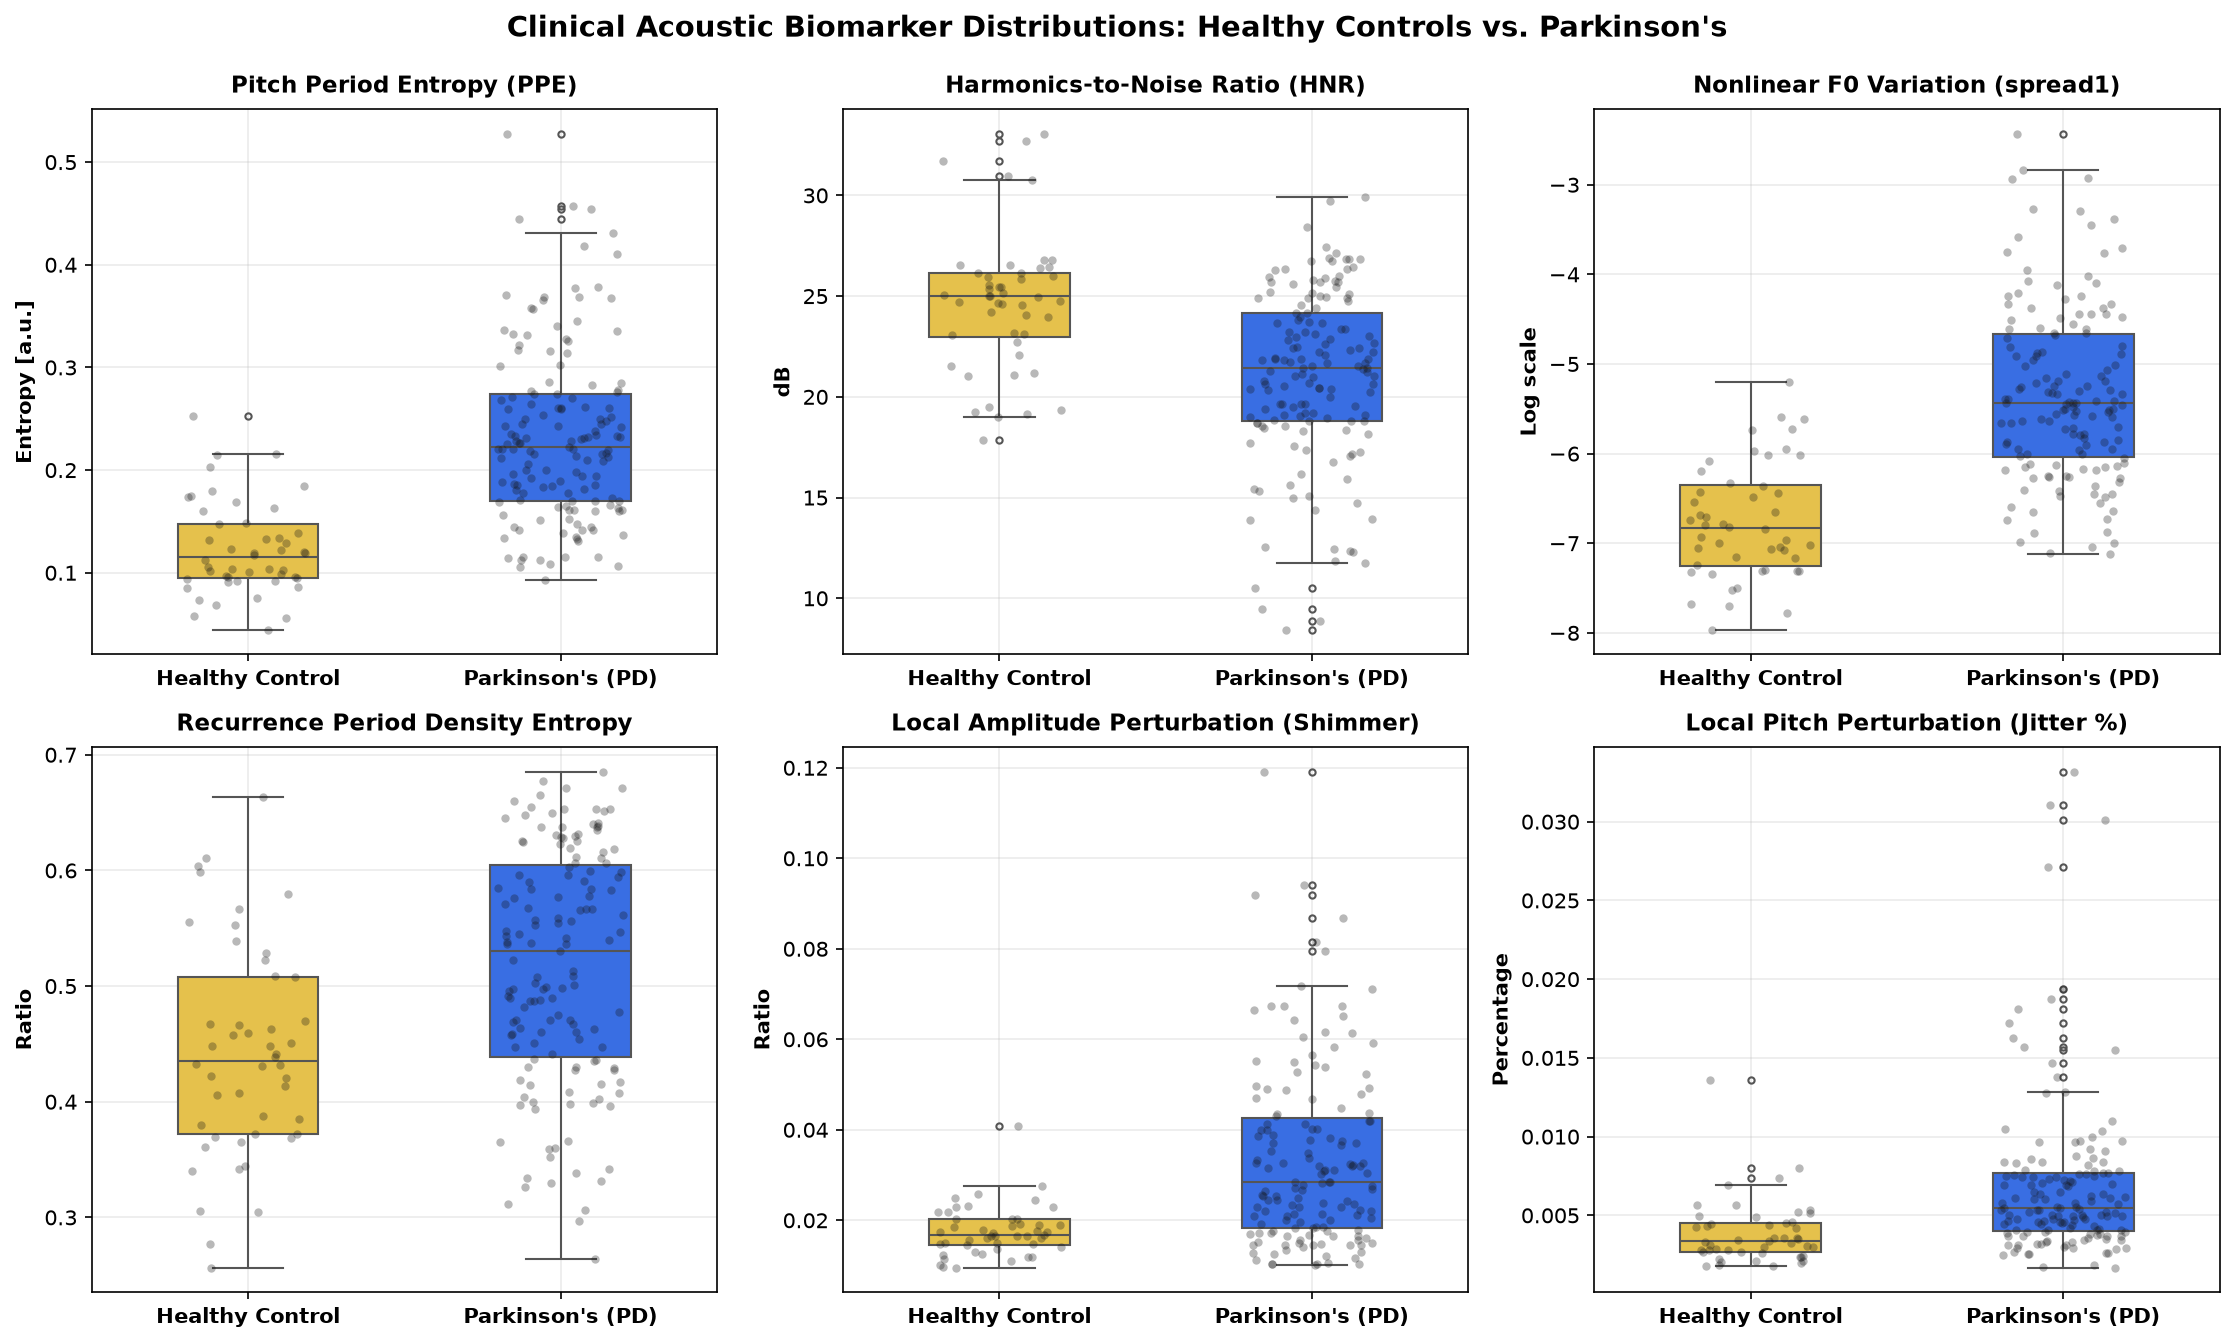 Clinical Acoustic Biomarker Distributions: Healthy Controls vs. Parkinson's
Pitch Period Entropy (PPE)
Entropy [a.u.]
0.5
0.4
0.3
0.2
0.1
Healthy Control
Parkinson's (PD)
Harmonics-to-Noise Ratio (HNR)
dB
30
25
20
15
10
Healthy Control
Parkinson's (PD)
Nonlinear F0 Variation (spread1)
Log scale
−3
−4
−5
−6
−7
−8
Healthy Control
Parkinson's (PD)
Recurrence Period Density Entropy
Ratio
0.7
0.6
0.5
0.4
0.3
Healthy Control
Parkinson's (PD)
Local Amplitude Perturbation (Shimmer)
Ratio
0.12
0.10
0.08
0.06
0.04
0.02
Healthy Control
Parkinson's (PD)
Local Pitch Perturbation (Jitter %)
Percentage
0.030
0.025
0.020
0.015
0.010
0.005
Healthy Control
Parkinson's (PD)